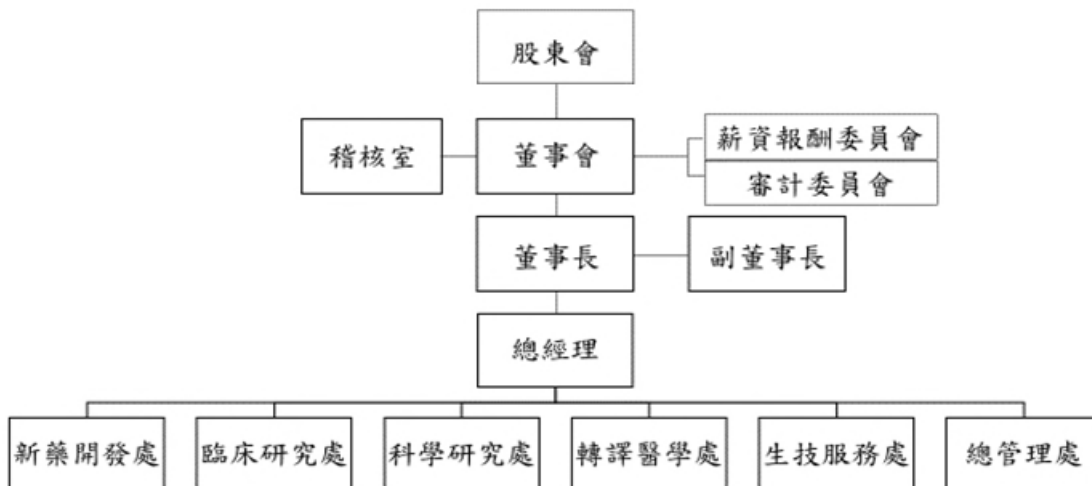 股東會
稽核室
董事會
薪資報酬委員會
審計委員會
董事長
副董事長
總經理
新藥開發處
臨床研究處
科學研究處
轉譯醫學處
生技服務處
總管理處